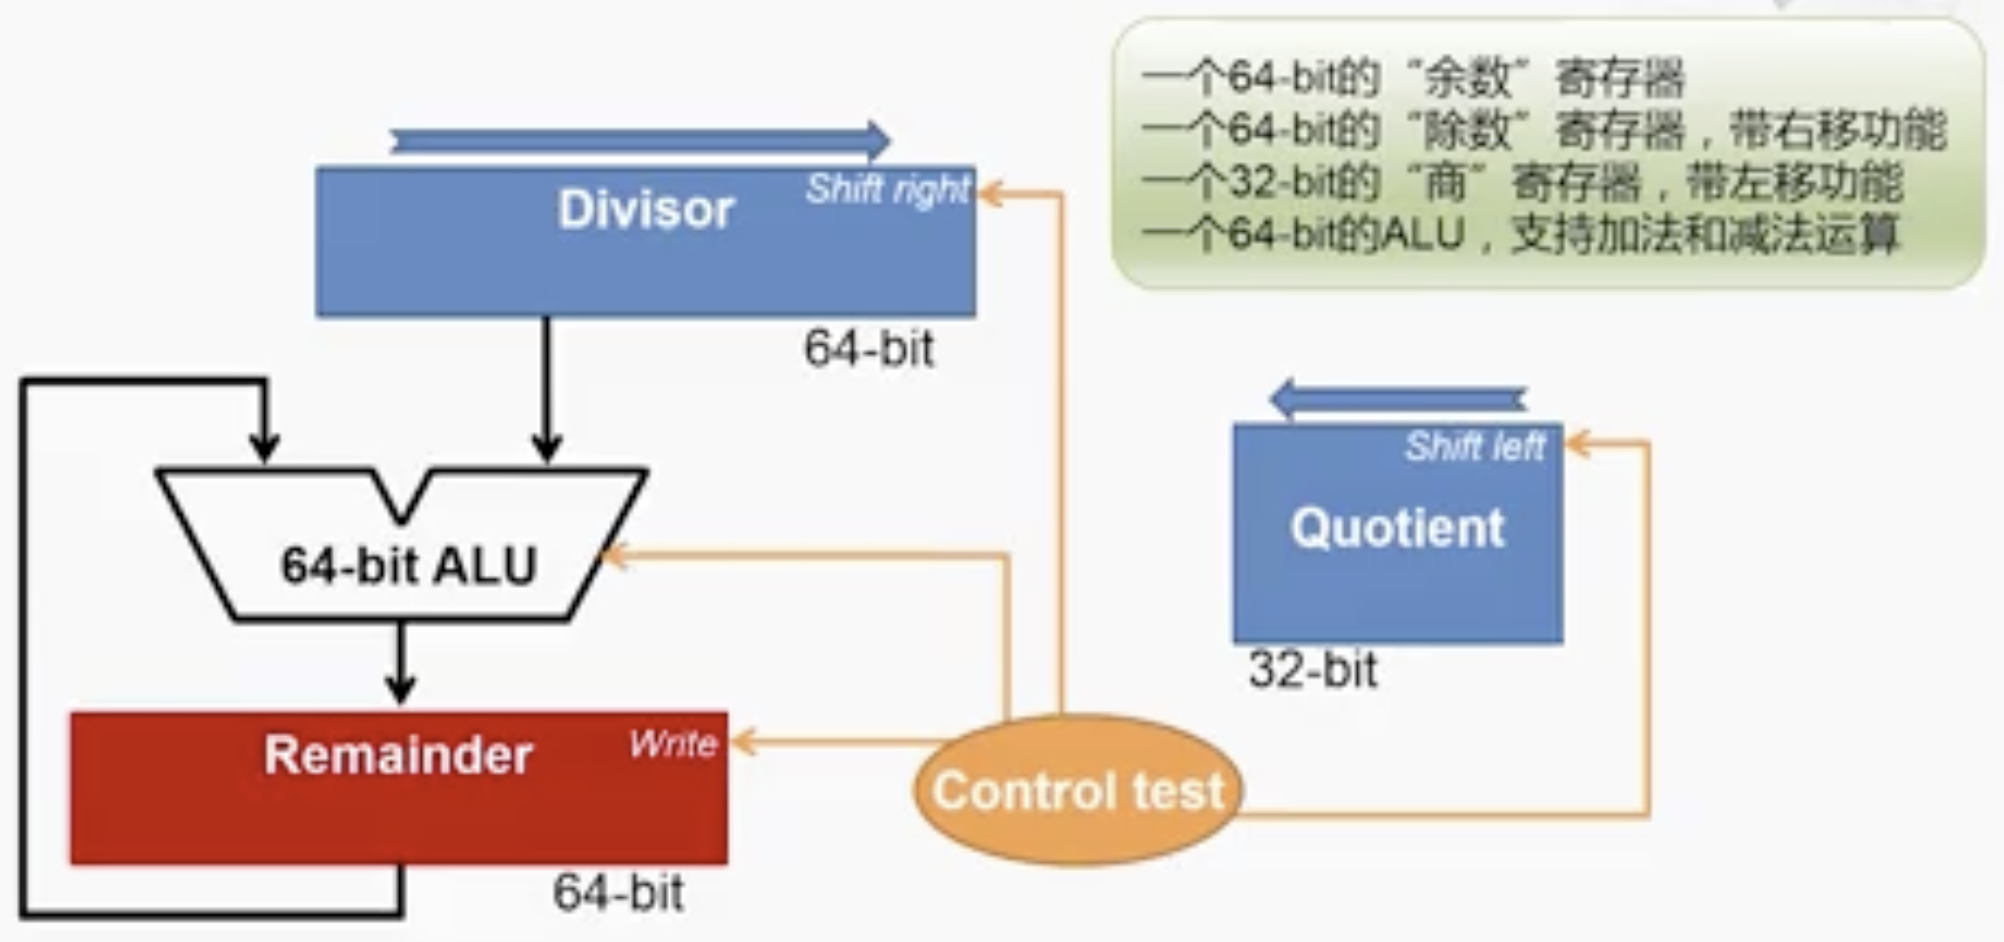 一个64-bit的“余数”寄存器
一个64-bit的“除数”寄存器，带右移功能
一个32-bit的“商”寄存器，带左移功能
一个64-bit的ALU，支持加法和减法运算
Shift right
Divisor
64-bit
Shift left
Quotient
32-bit
64-bit ALU
Remainder
Write
64-bit
Control test